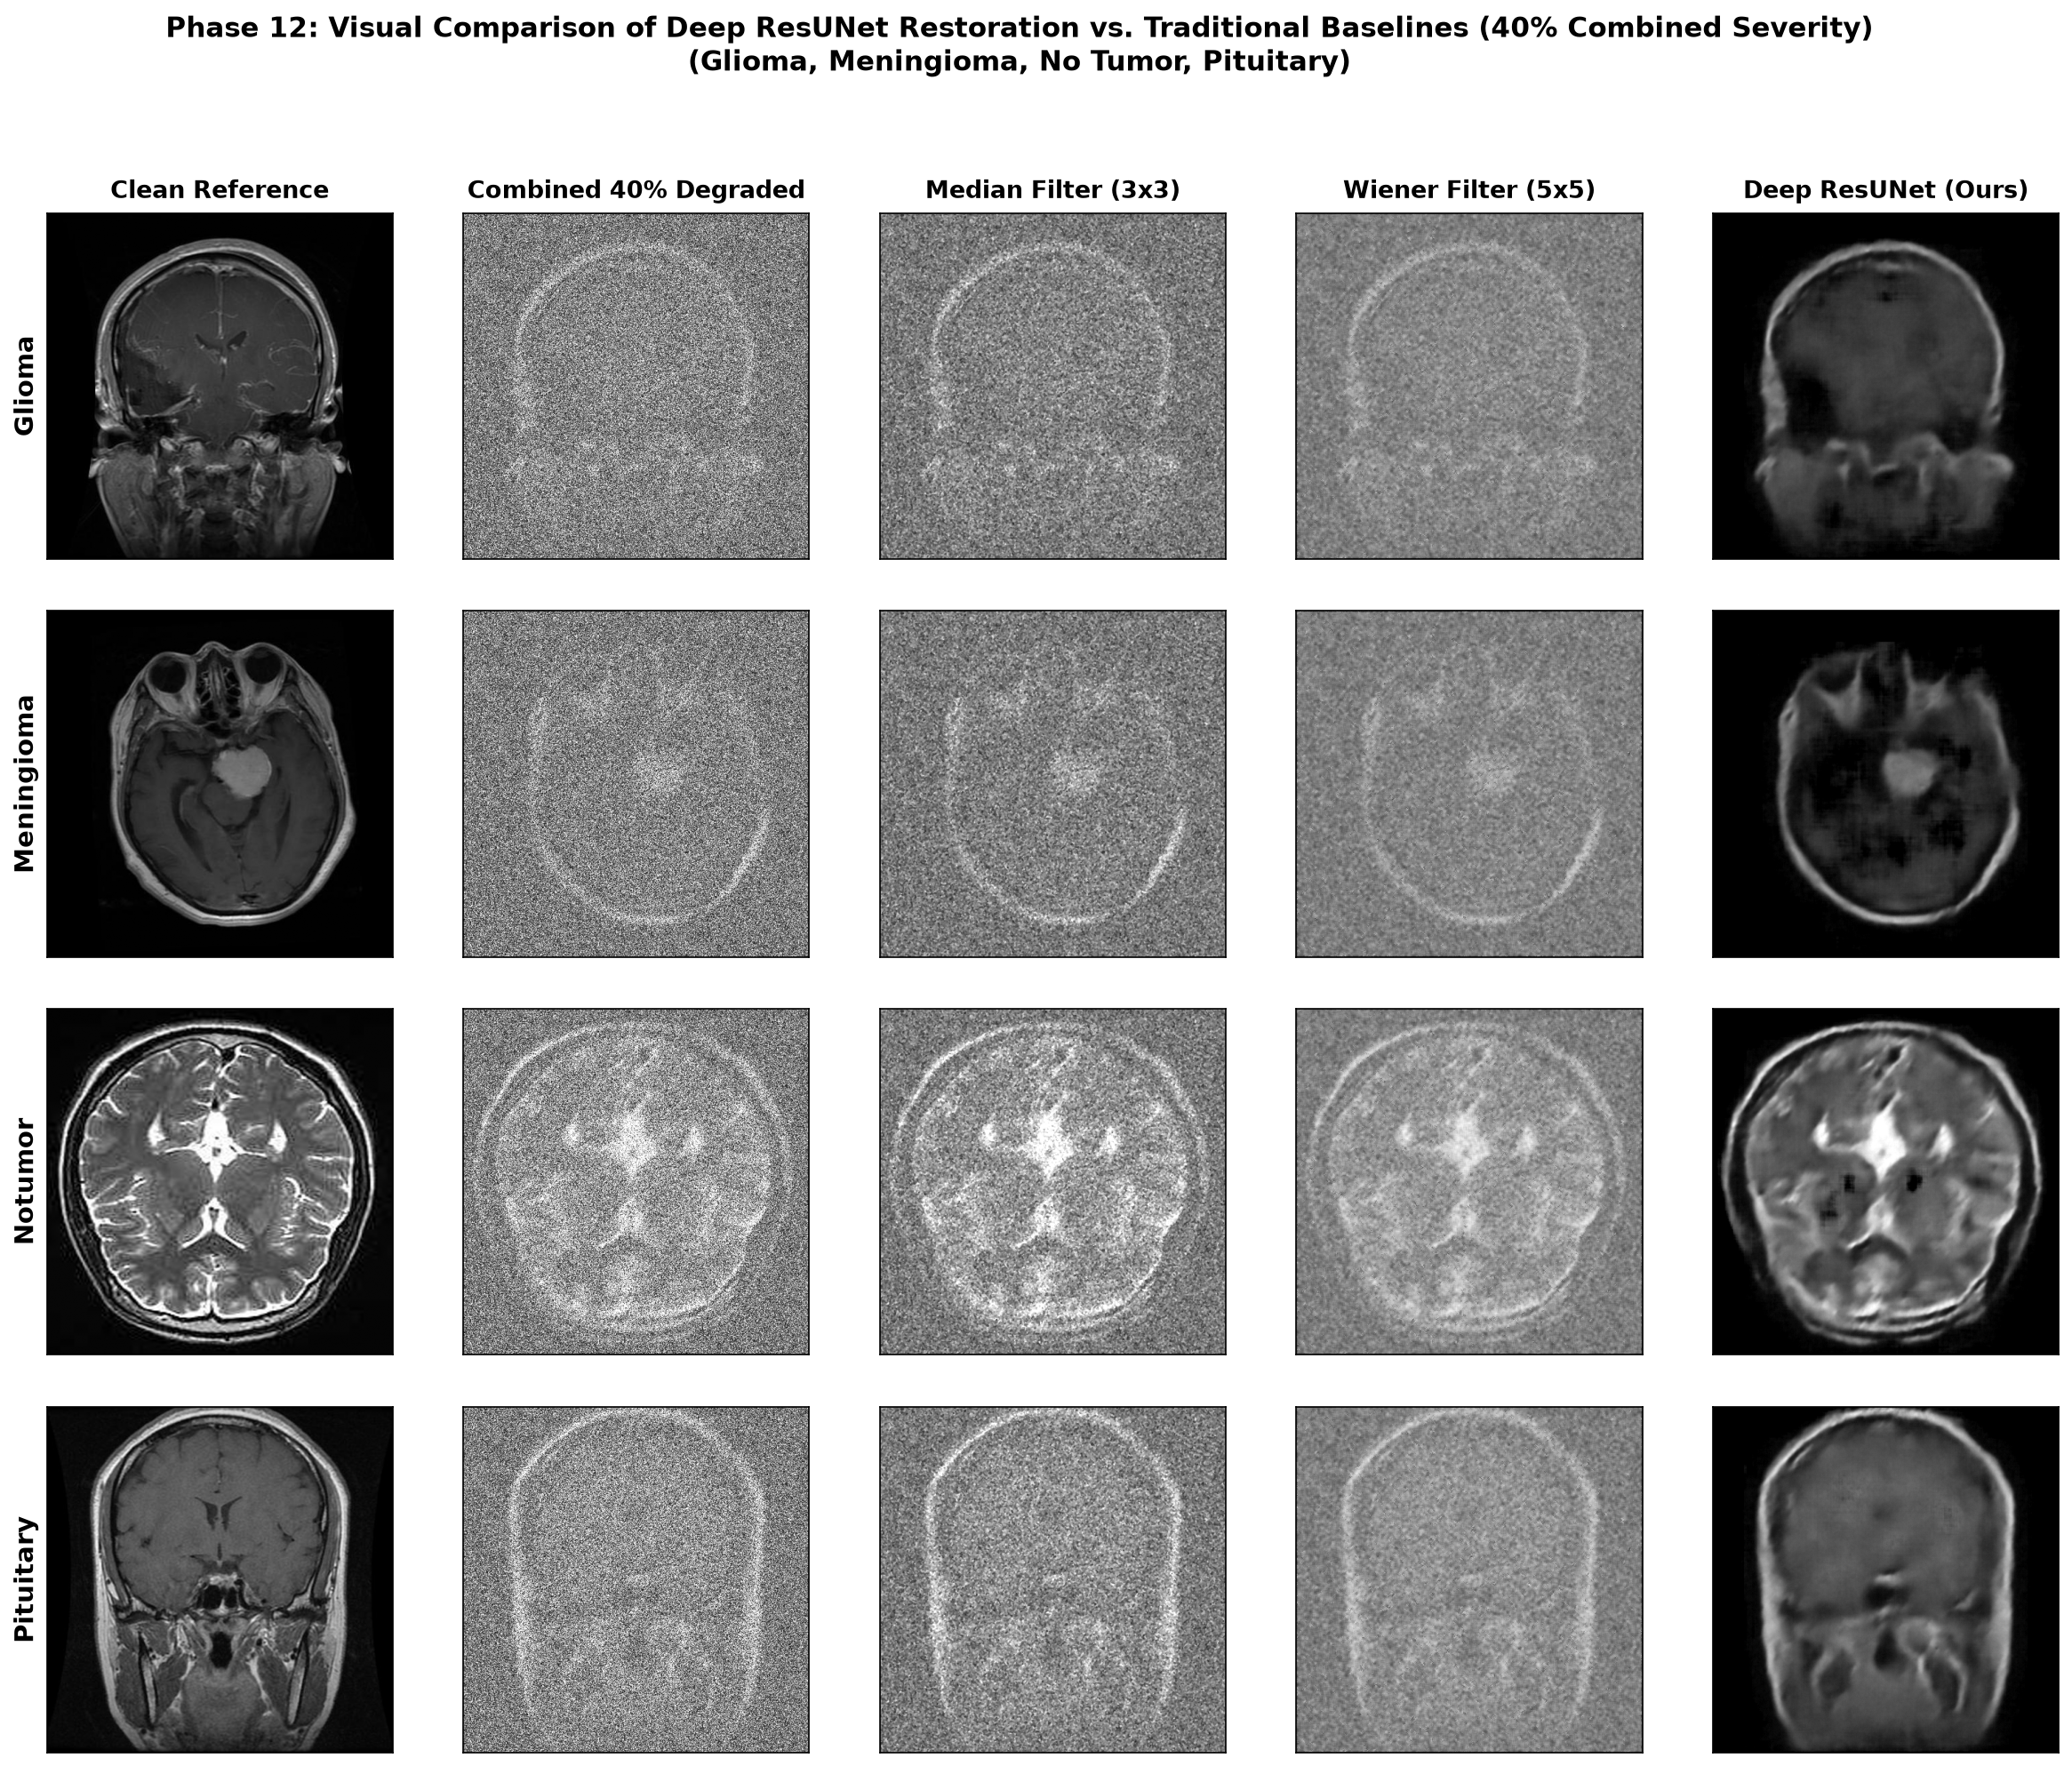 Phase 12: Visual Comparison of Deep ResUNet Restoration vs. Traditional Baselines (40% Combined Severity)
(Glioma, Meningioma, No Tumor, Pituitary)
Clean Reference
Combined 40% Degraded
Median Filter (3x3)
Wiener Filter (5x5)
Deep ResUNet (Ours)
Glioma
Meningioma
Notumor
Pituitary